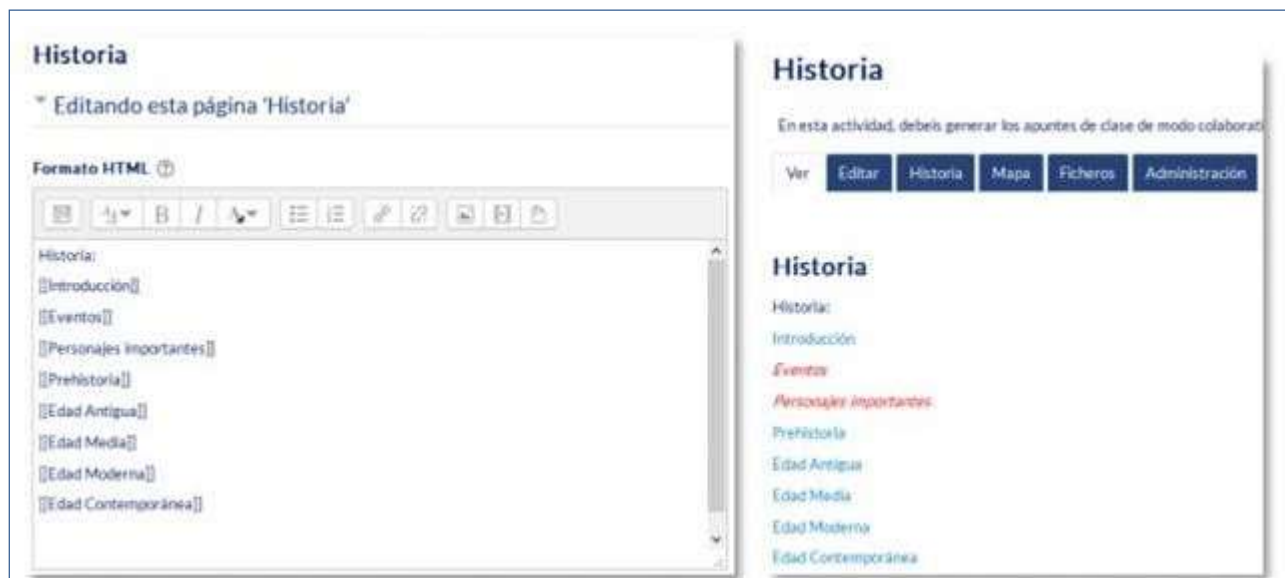 Historia
Editando esta página 'Historia'
Formato HTML
Historia:
[[Introducción]]
[[Eventos]]
[[Personajes importantes]]
[[Prehistoria]]
[[Edad Antigua]]
[[Edad Media]]
[[Edad Moderna]]
[[Edad Contemporánea]]
Historia
En esta actividad, debeis generar los apuntes de clase de modo colaborati
Ver Editar Historia Mapa Ficheros Administración
Historia
Historia:
Introducción
Eventos
Personajes importantes
Prehistoria
Edad Antigua
Edad Media
Edad Moderna
Edad Contemporánea